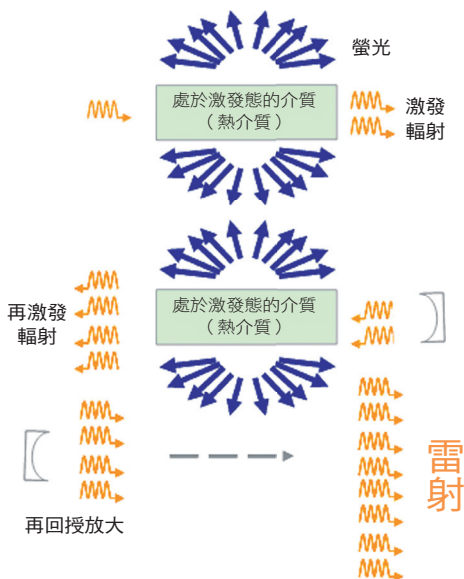 螢光
處於激發態的介質
（熱介質）
激發
輻射
再激發
輻射
處於激發態的介質
（熱介質）
雷射
再回授放大